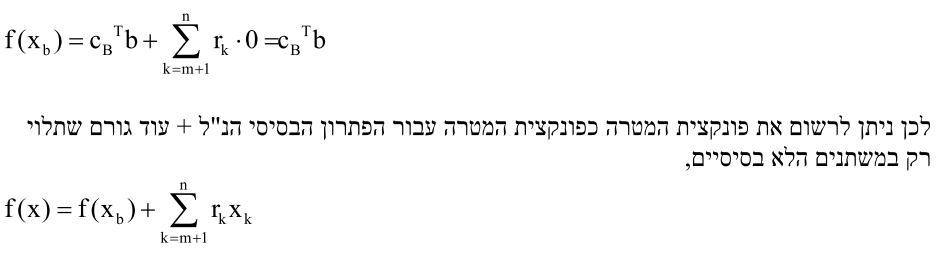 f(x_b) = c_B^T b + \sum_{k=m+1}^{n} r_k \cdot 0 = c_B^T b
לכן ניתן לרשום את פונקצית המטרה כפונקצית המטרה עבור הפתרון הבסיסי הנ"ל + עוד גורם שתלוי
רק במשתנים הלא בסיסיים,
f(x) = f(x_b) + \sum_{k=m+1}^{n} r_k x_k